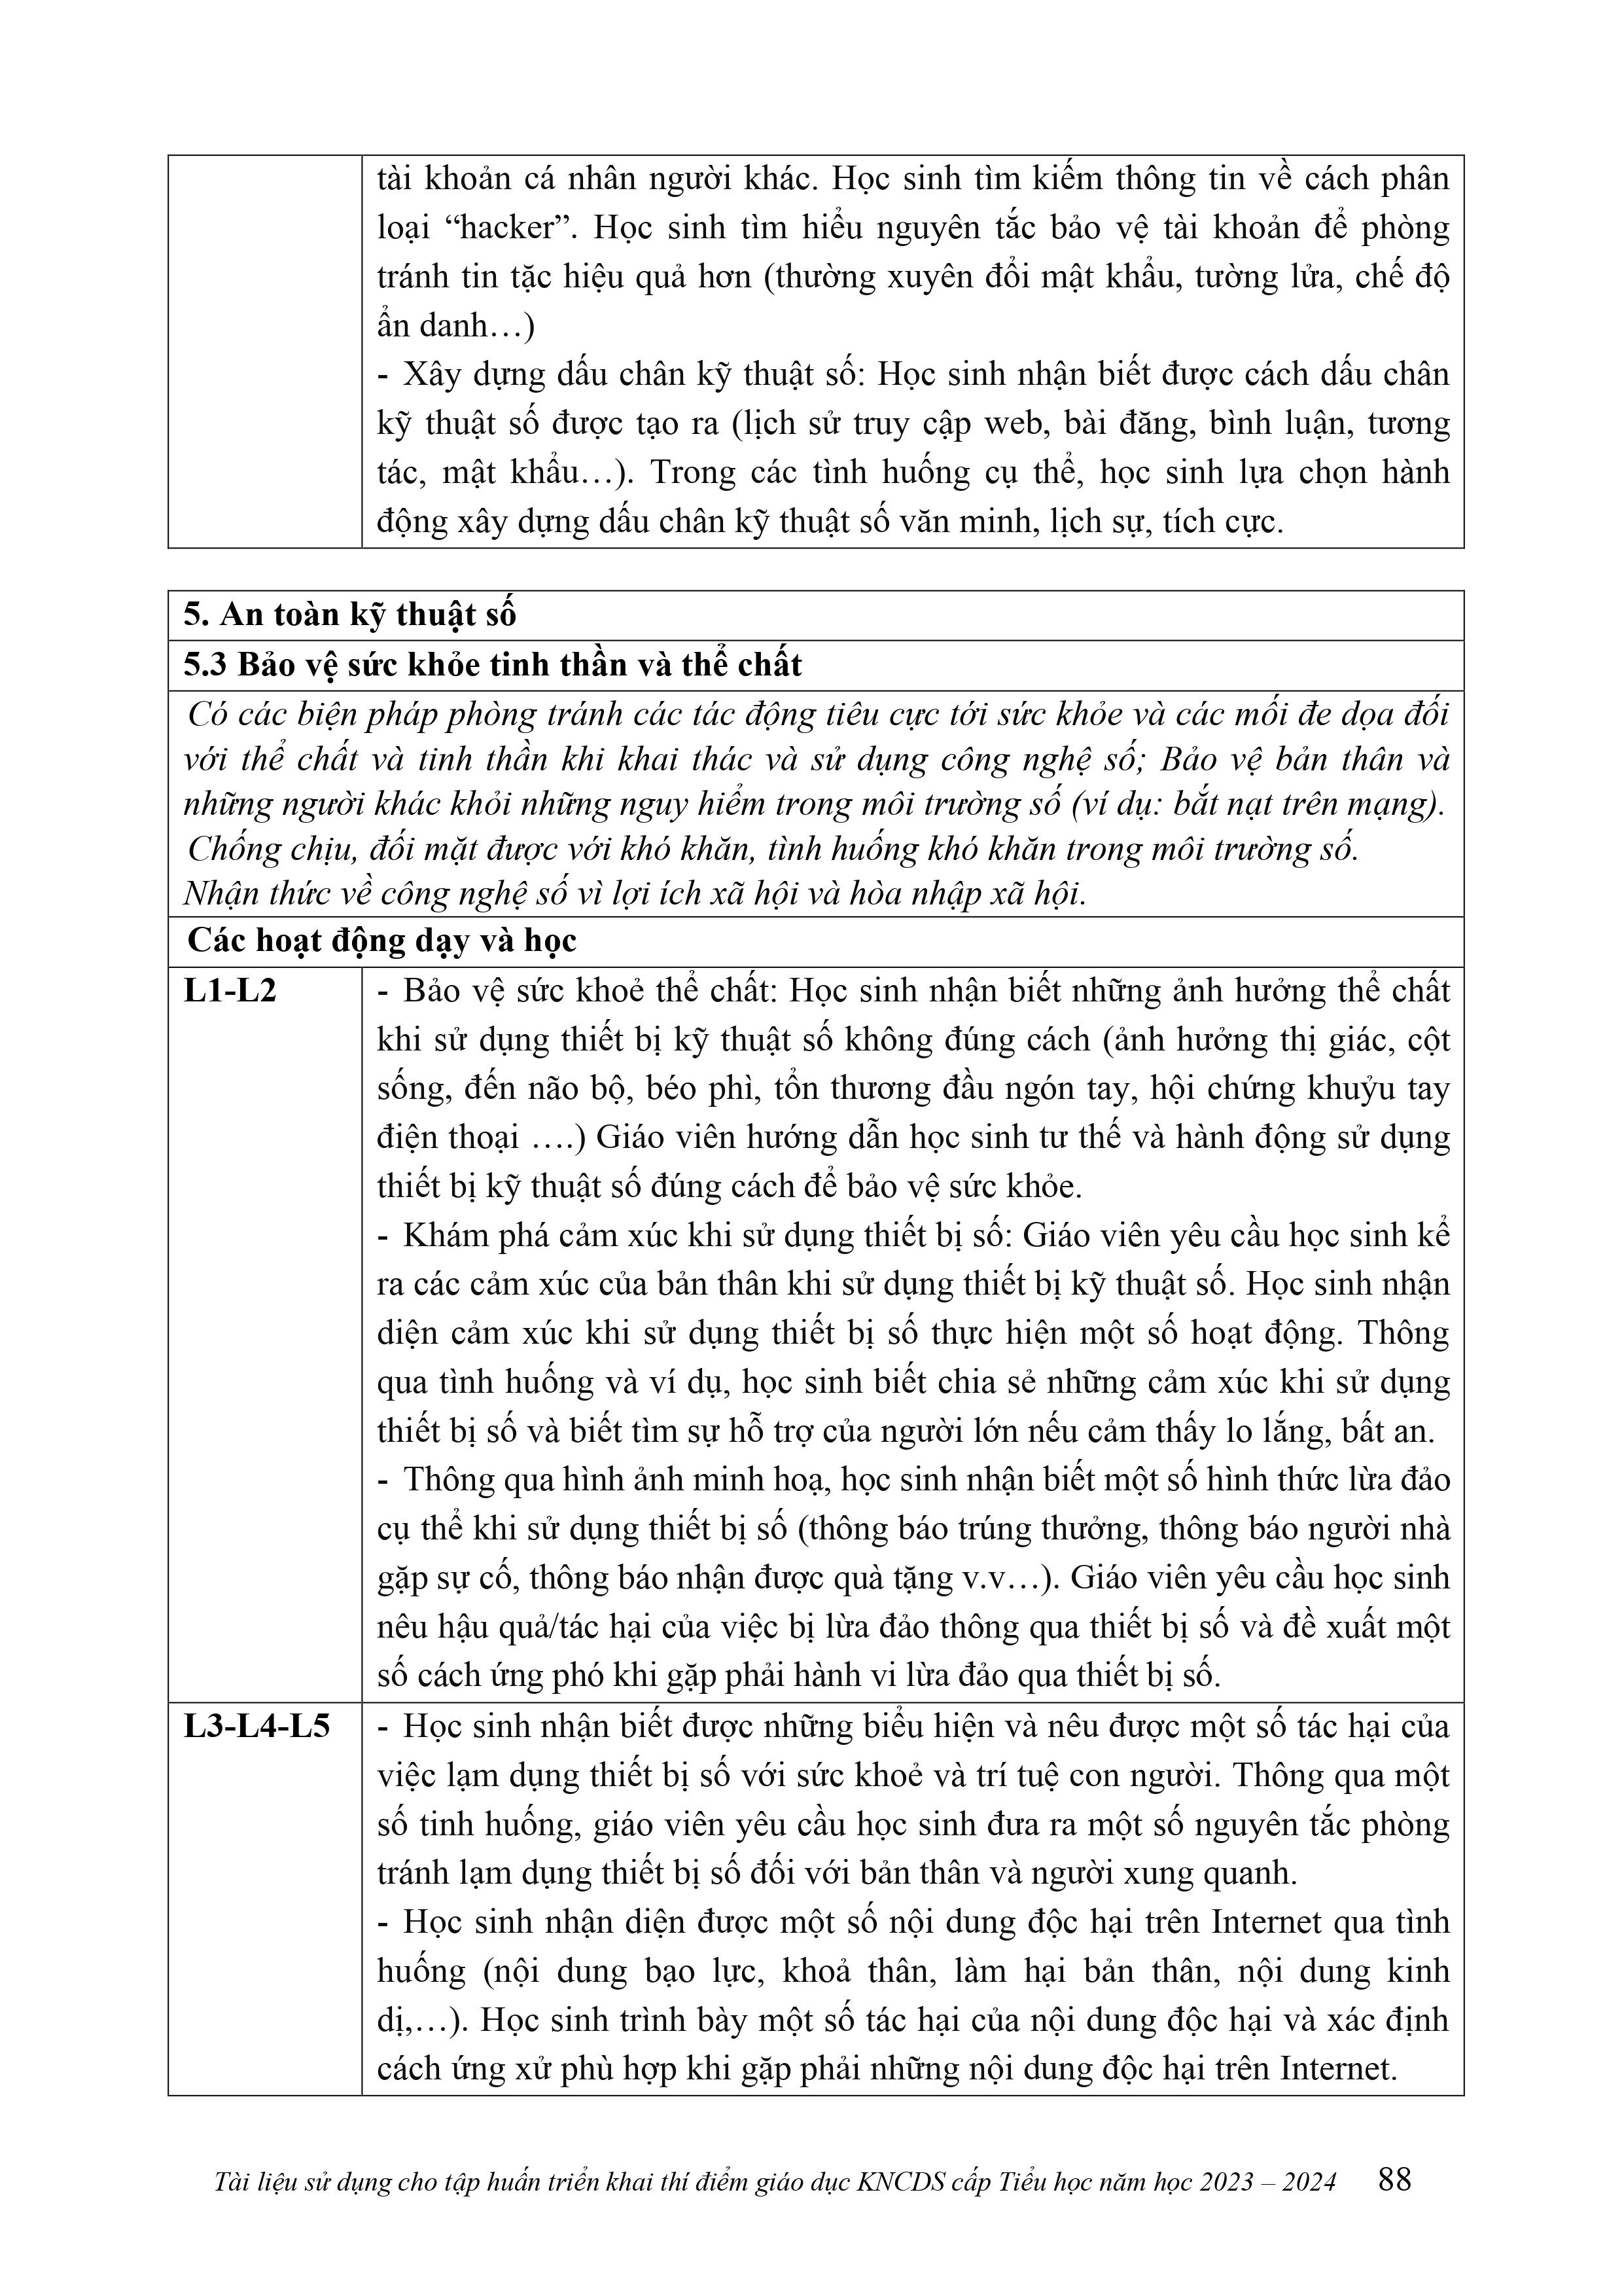 tài khoản cá nhân người khác. Học sinh tìm kiếm thông tin về cách phân
loại “hacker”. Học sinh tìm hiểu nguyên tắc bảo vệ tài khoản để phòng
tránh tin tặc hiệu quả hơn (thường xuyên đổi mật khẩu, tường lửa, chế độ
ẩn danh…)
- Xây dựng dấu chân kỹ thuật số: Học sinh nhận biết được cách dấu chân
kỹ thuật số được tạo ra (lịch sử truy cập web, bài đăng, bình luận, tương
tác, mật khẩu…). Trong các tình huống cụ thể, học sinh lựa chọn hành
động xây dựng dấu chân kỹ thuật số văn minh, lịch sự, tích cực.
5. An toàn kỹ thuật số
5.3 Bảo vệ sức khỏe tinh thần và thể chất
Có các biện pháp phòng tránh các tác động tiêu cực tới sức khỏe và các mối đe dọa đối
với thể chất và tinh thần khi khai thác và sử dụng công nghệ số; Bảo vệ bản thân và
những người khác khỏi những nguy hiểm trong môi trường số (ví dụ: bắt nạt trên mạng).
Chống chịu, đối mặt được với khó khăn, tình huống khó khăn trong môi trường số.
Nhận thức về công nghệ số vì lợi ích xã hội và hòa nhập xã hội.
Các hoạt động dạy và học
L1-L2
- Bảo vệ sức khoẻ thể chất: Học sinh nhận biết những ảnh hưởng thể chất
khi sử dụng thiết bị kỹ thuật số không đúng cách (ảnh hưởng thị giác, cột
sống, đến não bộ, béo phì, tổn thương đầu ngón tay, hội chứng khuỷu tay
điện thoại ….) Giáo viên hướng dẫn học sinh tư thế và hành động sử dụng
thiết bị kỹ thuật số đúng cách để bảo vệ sức khỏe.
- Khám phá cảm xúc khi sử dụng thiết bị số: Giáo viên yêu cầu học sinh kể
ra các cảm xúc của bản thân khi sử dụng thiết bị kỹ thuật số. Học sinh nhận
diện cảm xúc khi sử dụng thiết bị số thực hiện một số hoạt động. Thông
qua tình huống và ví dụ, học sinh biết chia sẻ những cảm xúc khi sử dụng
thiết bị số và biết tìm sự hỗ trợ của người lớn nếu cảm thấy lo lắng, bất an.
- Thông qua hình ảnh minh hoạ, học sinh nhận biết một số hình thức lừa đảo
cụ thể khi sử dụng thiết bị số (thông báo trúng thưởng, thông báo người nhà
gặp sự cố, thông báo nhận được quà tặng v.v…). Giáo viên yêu cầu học sinh
nêu hậu quả/tác hại của việc bị lừa đảo thông qua thiết bị số và đề xuất một
số cách ứng phó khi gặp phải hành vi lừa đảo qua thiết bị số.
L3-L4-L5
- Học sinh nhận biết được những biểu hiện và nêu được một số tác hại của
việc lạm dụng thiết bị số với sức khoẻ và trí tuệ con người. Thông qua một
số tinh huống, giáo viên yêu cầu học sinh đưa ra một số nguyên tắc phòng
tránh lạm dụng thiết bị số đối với bản thân và người xung quanh.
- Học sinh nhận diện được một số nội dung độc hại trên Internet qua tình
huống (nội dung bạo lực, khoả thân, làm hại bản thân, nội dung kinh
dị,…). Học sinh trình bày một số tác hại của nội dung độc hại và xác định
cách ứng xử phù hợp khi gặp phải những nội dung độc hại trên Internet.
Tài liệu sử dụng cho tập huấn triển khai thí điểm giáo dục KNCDS cấp Tiểu học năm học 2023 – 2024 88